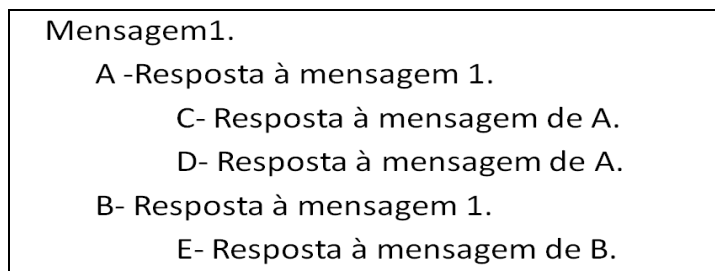 Mensagem1.
A -Resposta à mensagem 1.
C- Resposta à mensagem de A.
D- Resposta à mensagem de A.
B- Resposta à mensagem 1.
E- Resposta à mensagem de B.